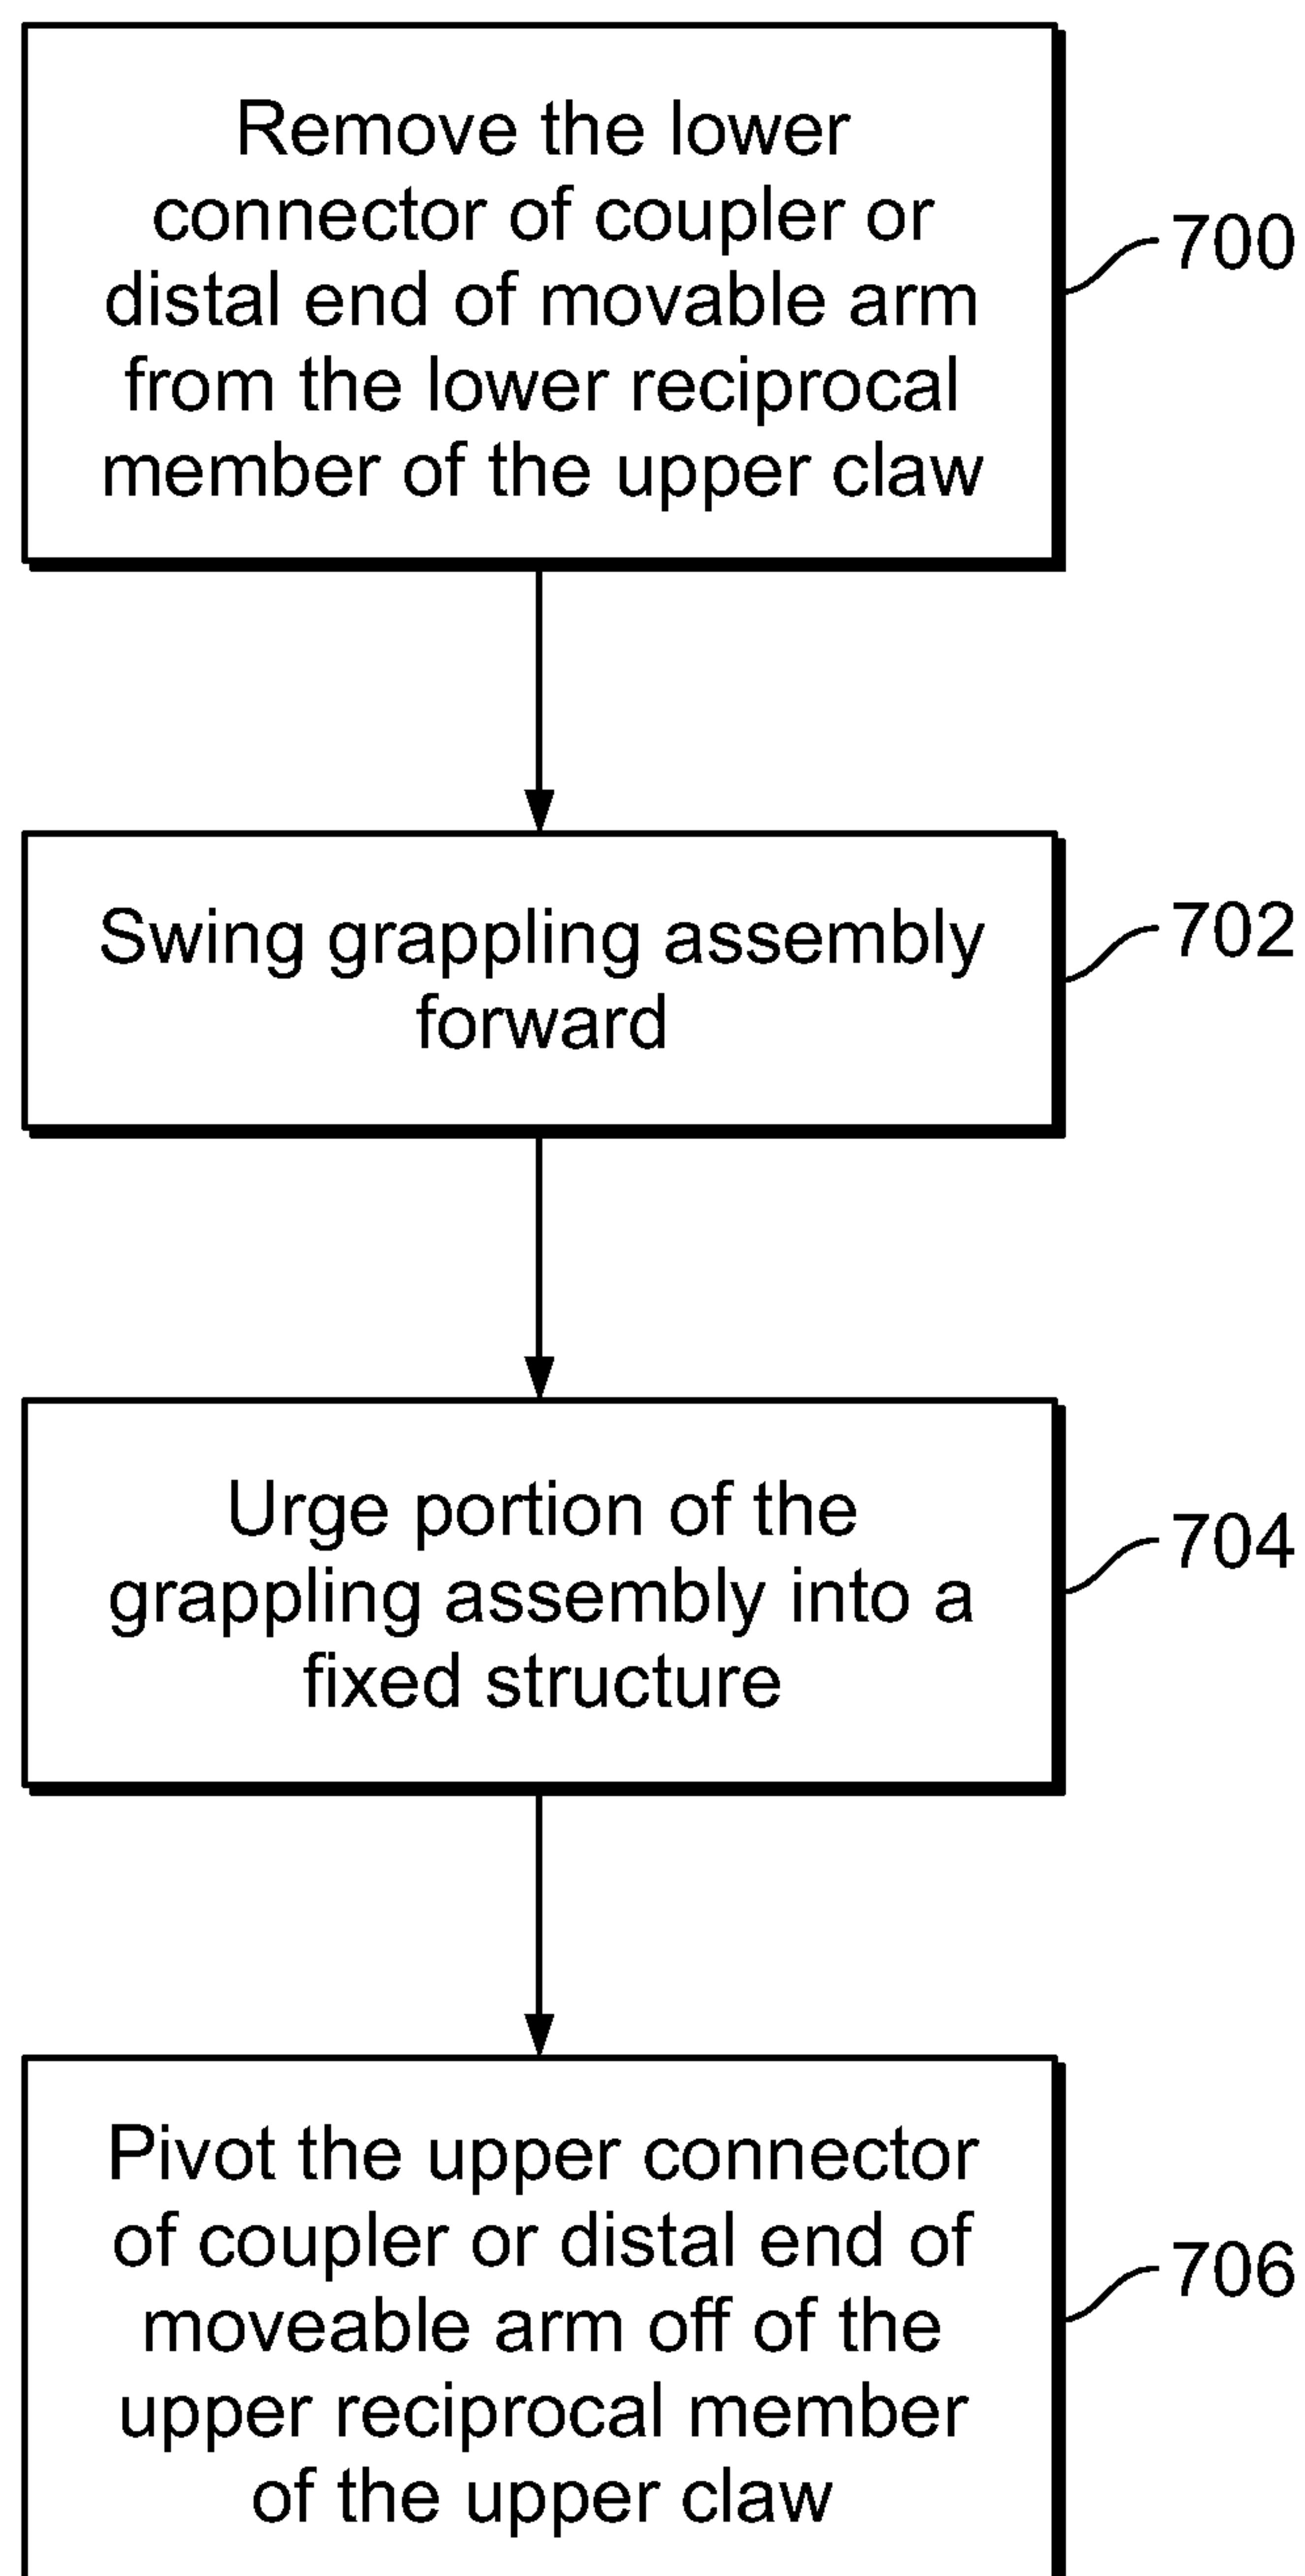 Remove the lower
connector of coupler or
distal end of movable arm
from the lower reciprocal
member of the upper claw
700
Swing grappling assembly
forward
702
Urge portion of the
grappling assembly into a
fixed structure
704
Pivot the upper connector
of coupler or distal end of
moveable arm off of the
upper reciprocal member
of the upper claw
706